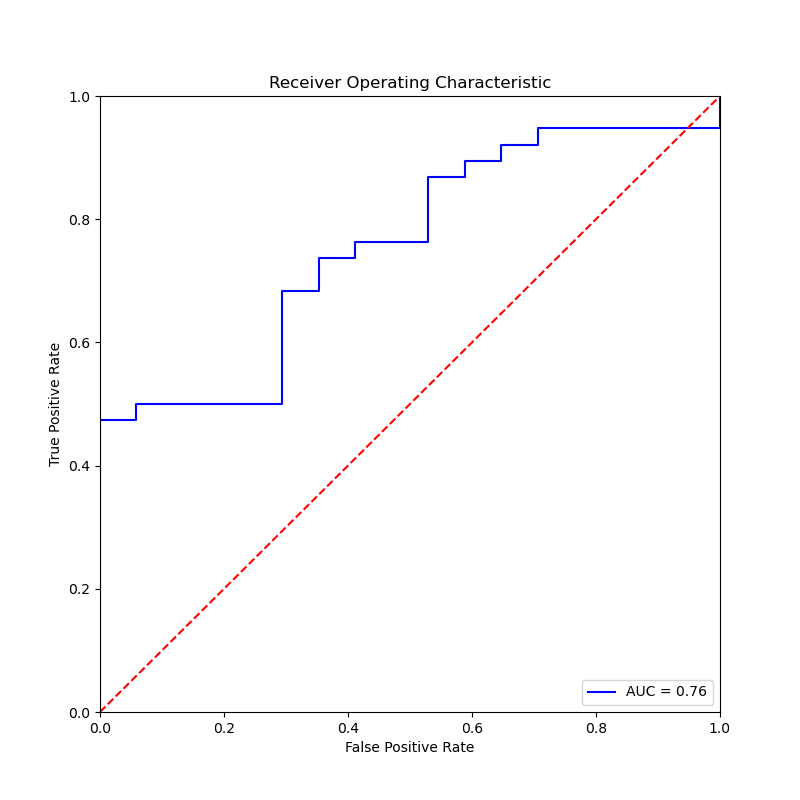 Receiver Operating Characteristic
1.0
0.8
0.6
0.4
0.2
0.0
True Positive Rate
AUC = 0.76
0.0 0.2 0.4 0.6 0.8 1.0
False Positive Rate